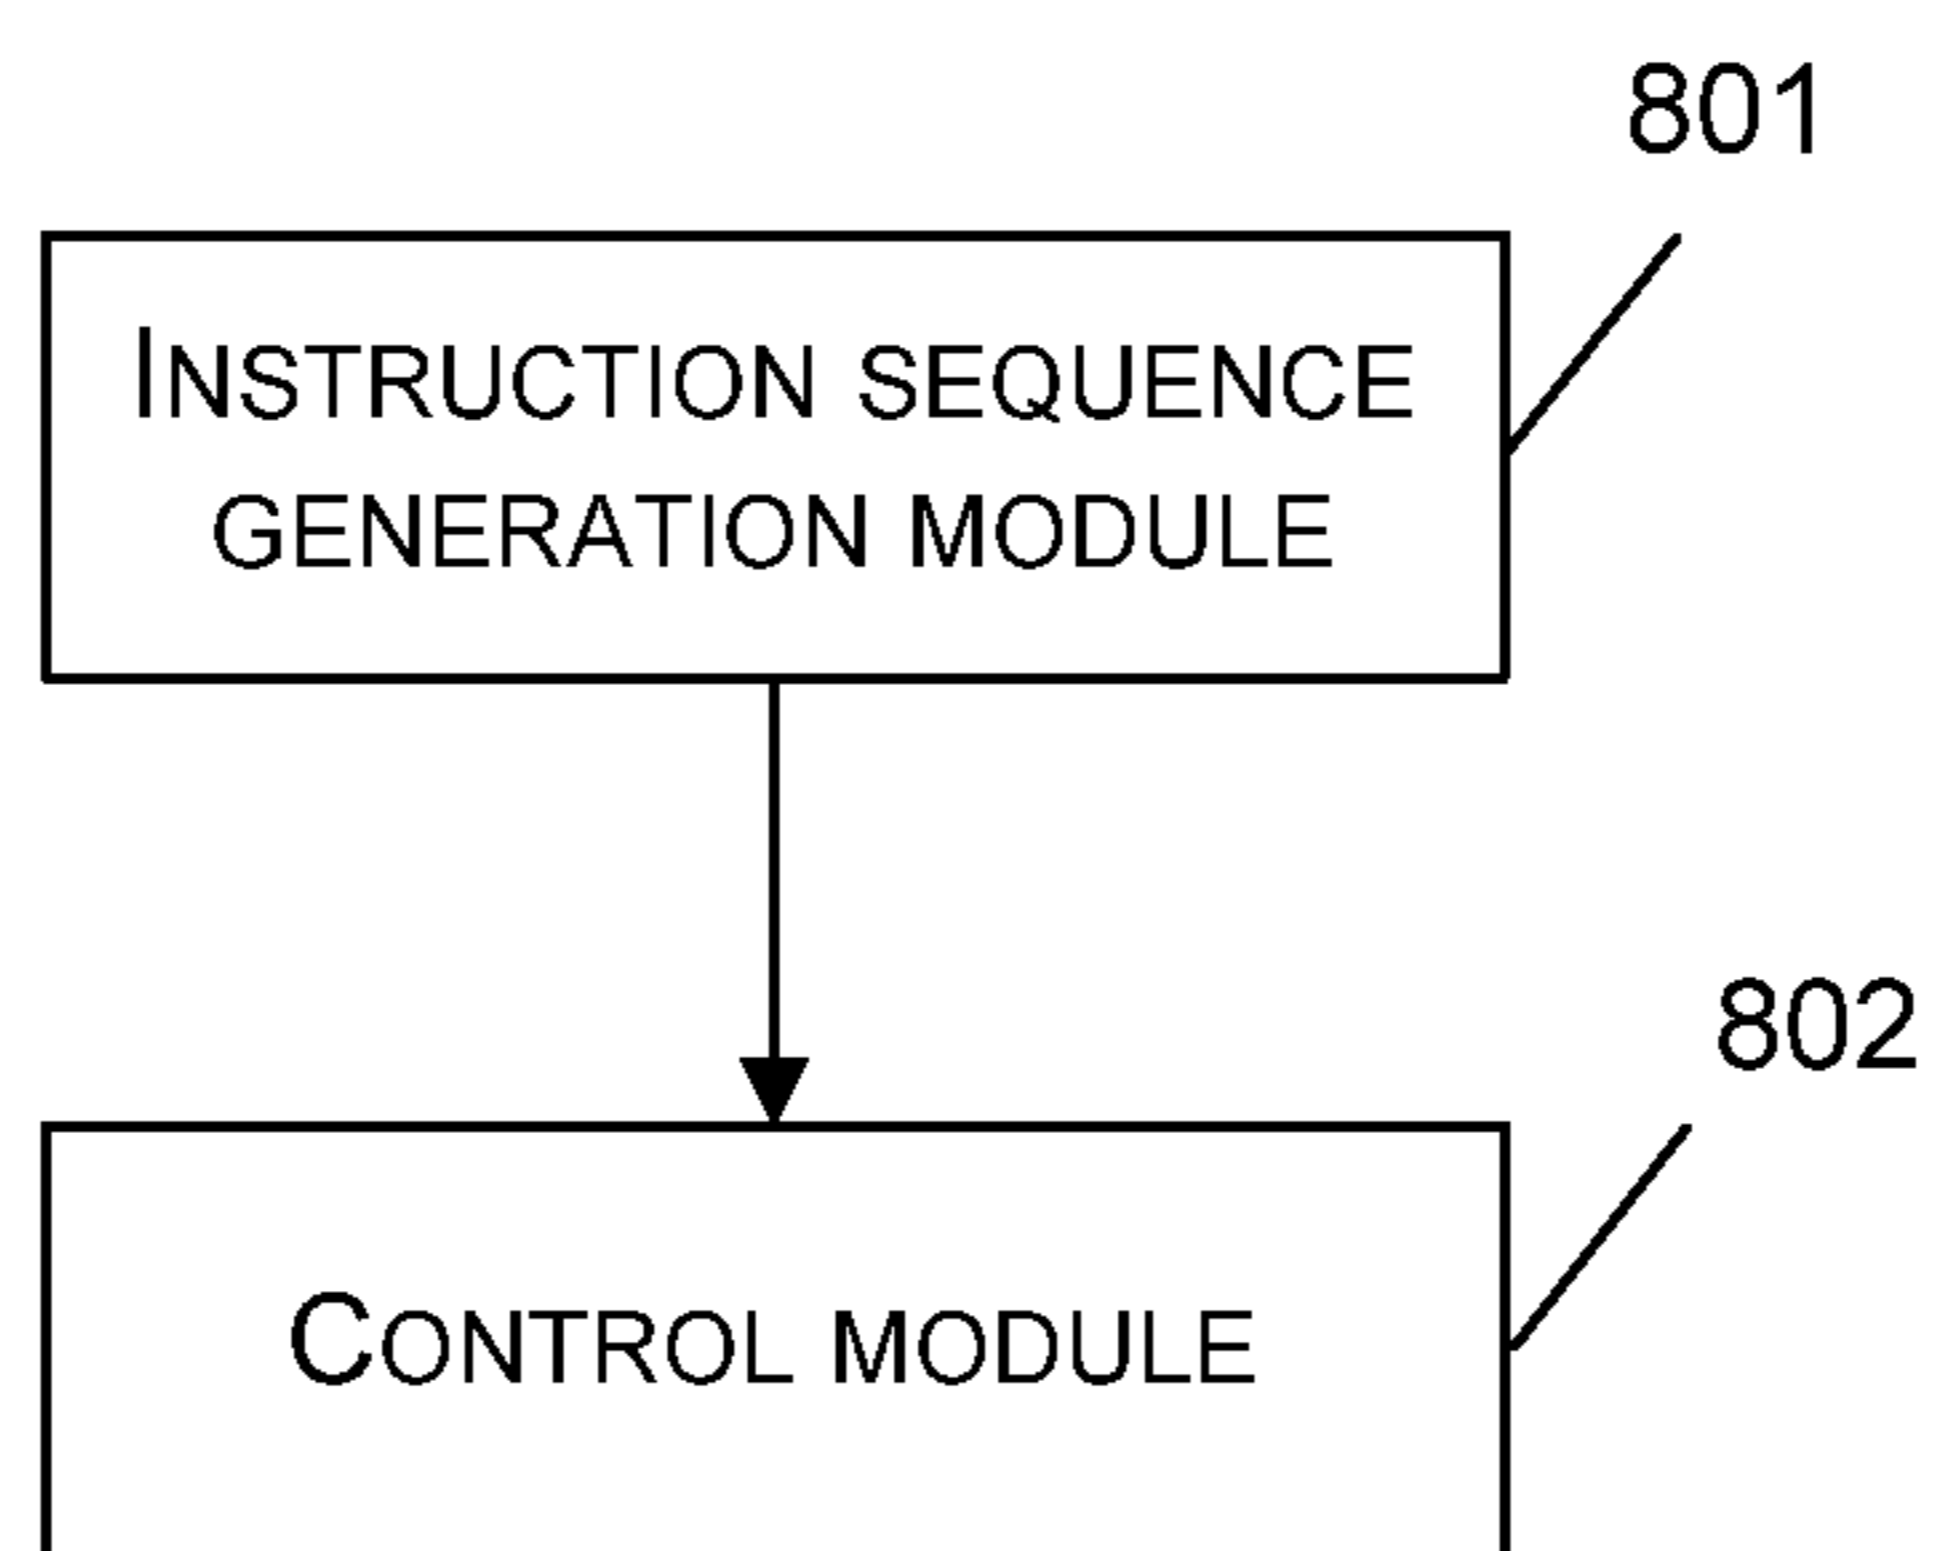 801
INSTRUCTION SEQUENCE
GENERATION MODULE
802
CONTROL MODULE